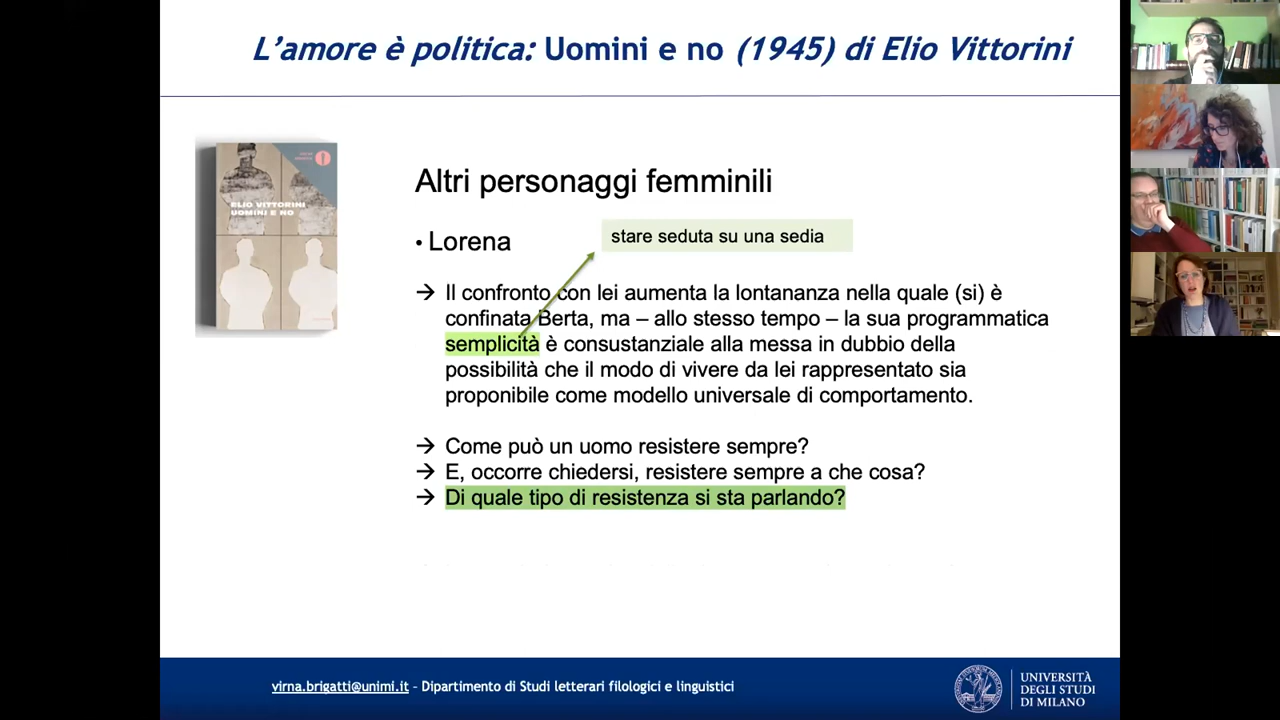 L’amore è politica: Uomini e no (1945) di Elio Vittorini
ELIO VITTORINI
UOMINI E NO
Altri personaggi femminili
• Lorena
stare seduta su una sedia
→ Il confronto con lei aumenta la lontananza nella quale (si) è
confinata Berta, ma – allo stesso tempo – la sua programmatica
semplicità è consustanziale alla messa in dubbio della
possibilità che il modo di vivere da lei rappresentato sia
proponibile come modello universale di comportamento.
→ Come può un uomo resistere sempre?
→ E, occorre chiedersi, resistere sempre a che cosa?
→ Di quale tipo di resistenza si sta parlando?
virna.brigatti@unimi.it – Dipartimento di Studi letterari filologici e linguistici
UNIVERSITÀ
DEGLI STUDI
DI MILANO